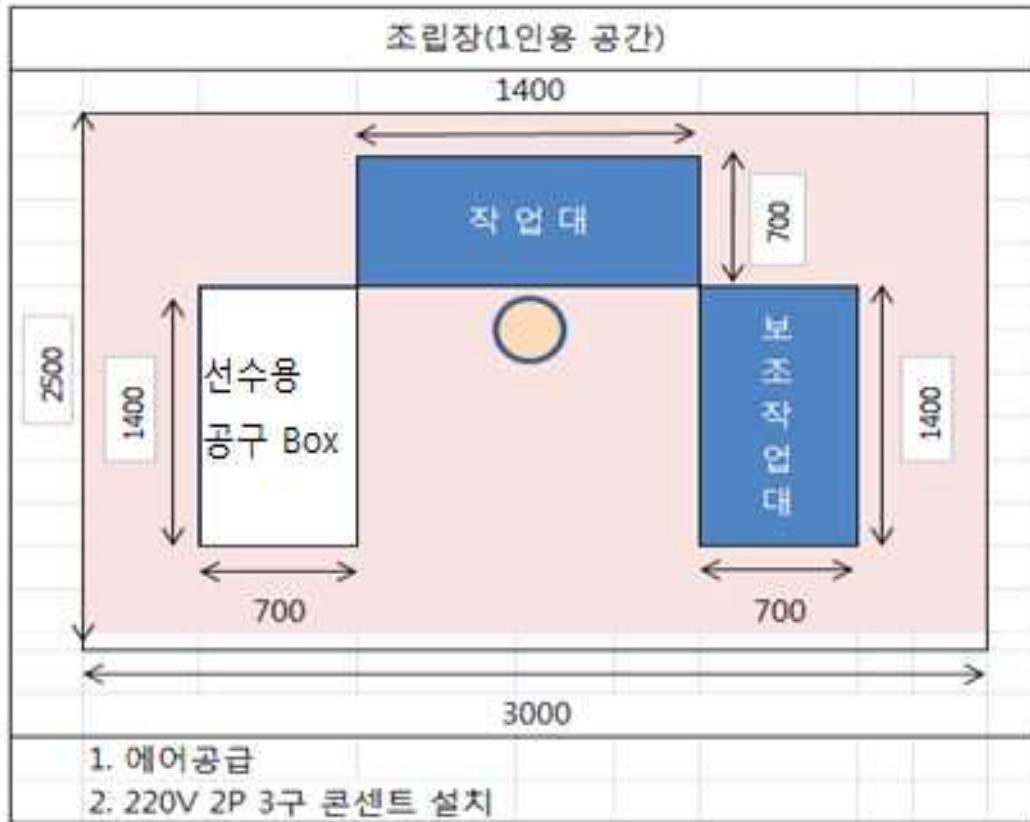 조립장(1인용 공간)
1400
작 업 대
700
2500
1400
선수용
공구 Box
보
조
작
업
대
1400
700
700
3000
1. 에어공급
2. 220V 2P 3구 콘센트 설치